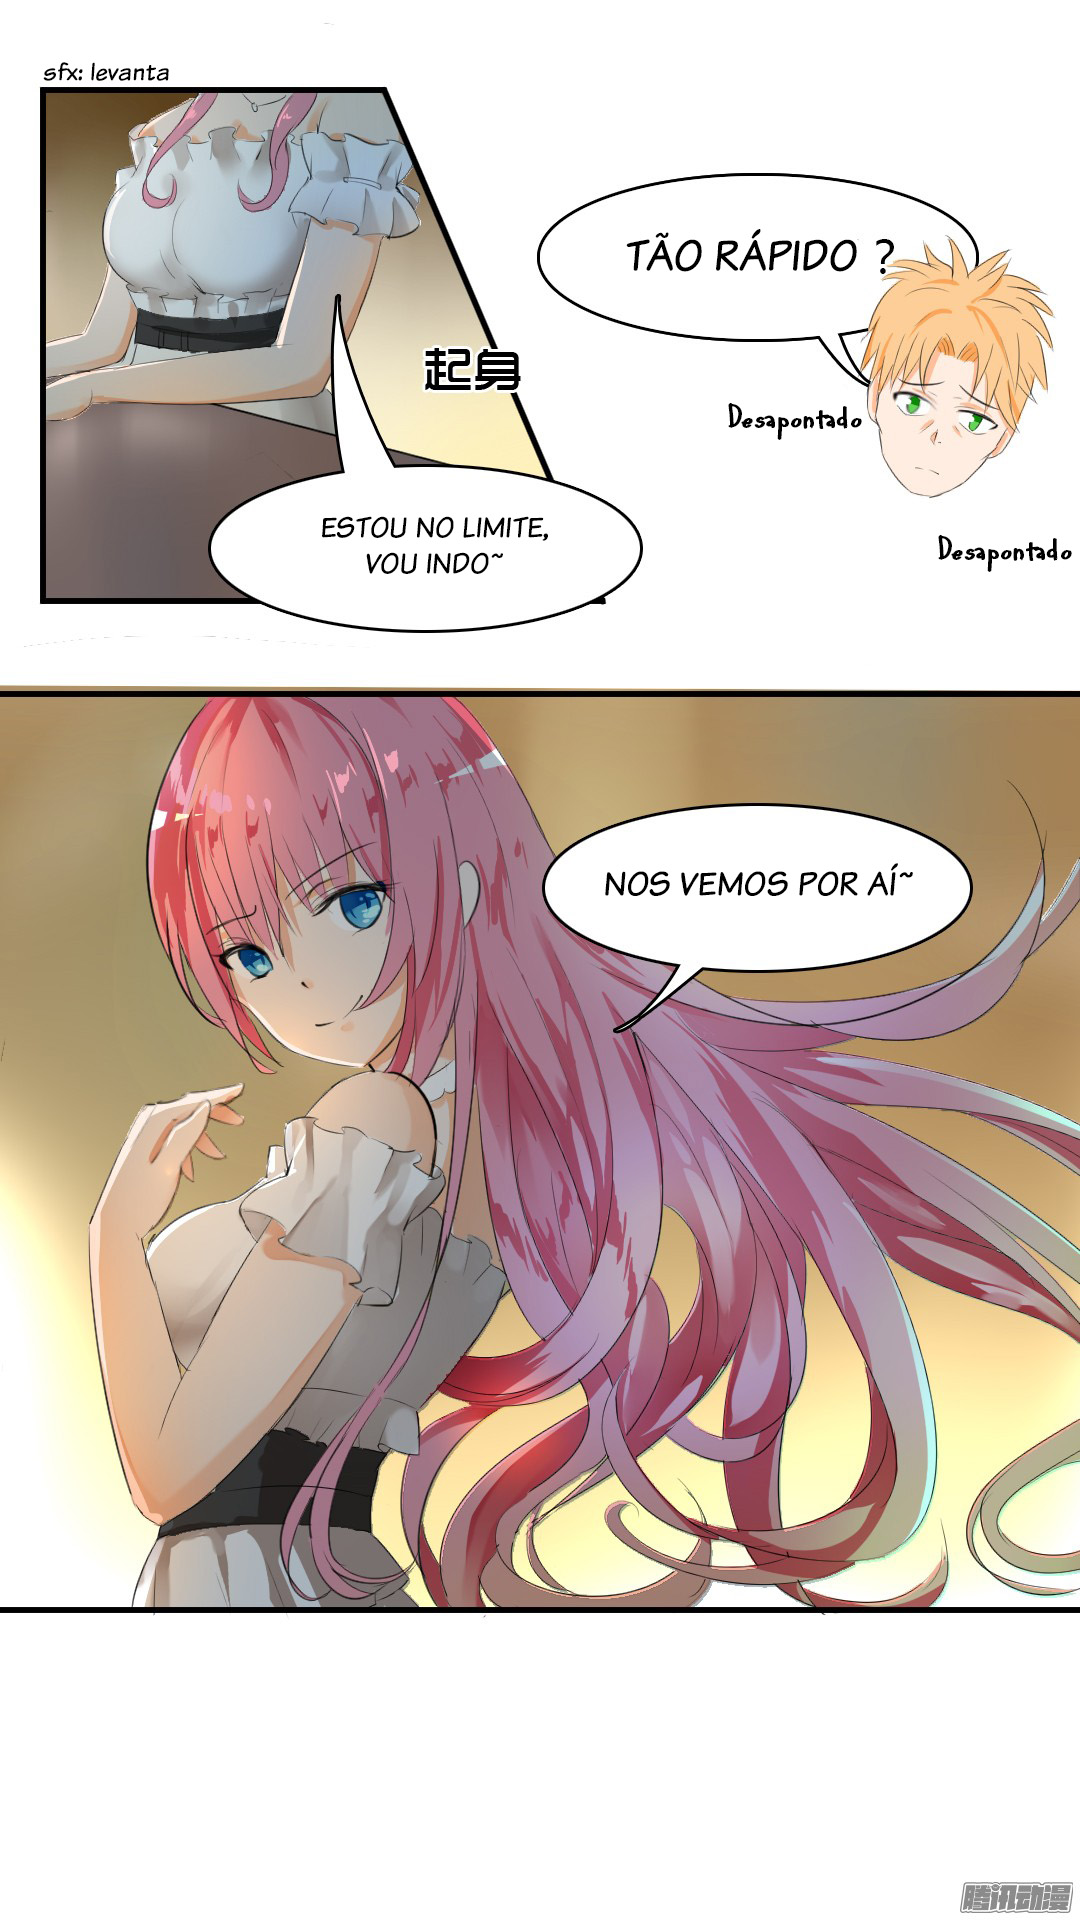 sfx: levanta
TÃO RÁPIDO ?
起身
Desapontado
ESTOU NO LIMITE,
VOU INDO~
Desapontado
NOS VEMOS POR AÍ~
腾讯动漫